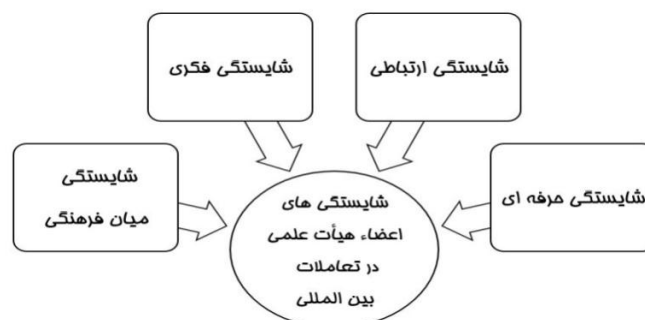 شایستگی ارتباطی
شایستگی فکری
شایستگی حرفه ای
شایستگی
میان فرهنگی
شایستگی های
اعضاء هیأت علمی
در تعاملات
بین المللی